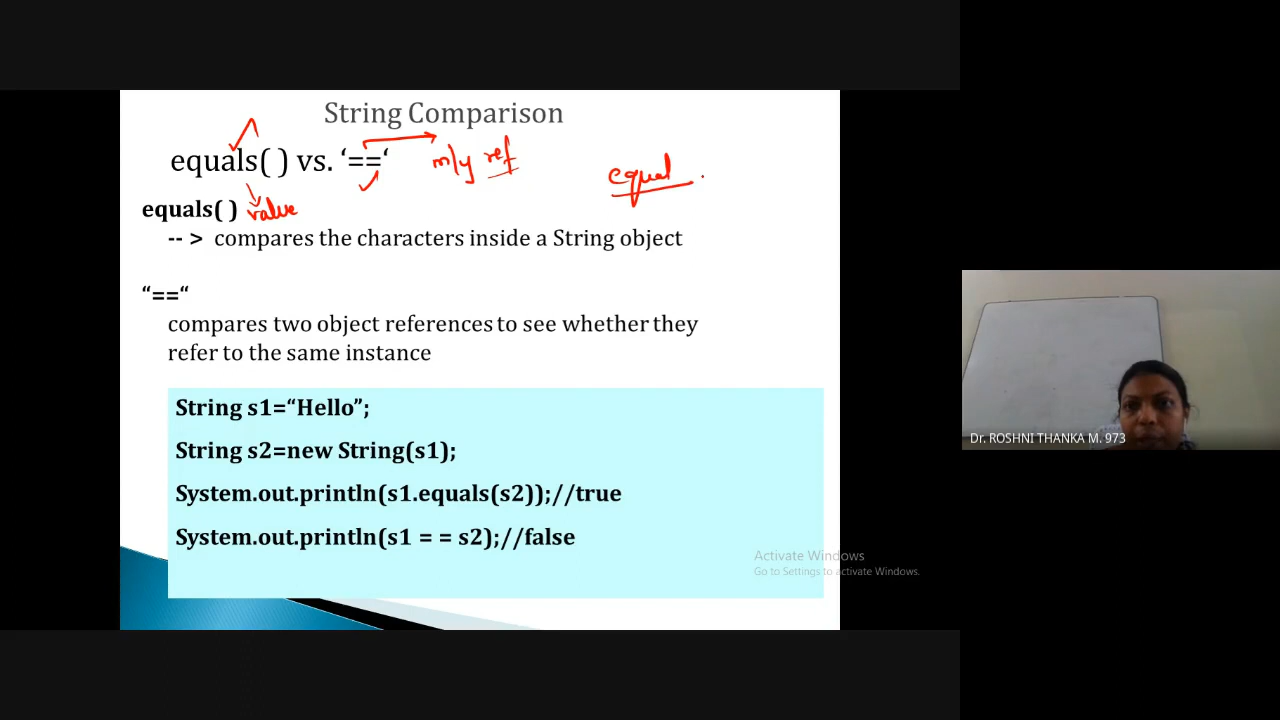 String Comparison
equals( ) vs. ‘==‘
m/y ref
equal
equals( ) value
-- > compares the characters inside a String object
“==“
compares two object references to see whether they
refer to the same instance
String s1=“Hello”;
String s2=new String(s1);
System.out.println(s1.equals(s2));//true
System.out.println(s1 = = s2);//false
Activate Windows
Go to Settings to activate Windows.
Dr. ROSHNI THANKA M. 973